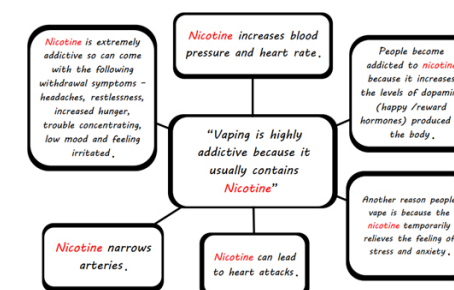 Nicotine increases blood
pressure and heart rate.
Nicotine is extremely
addictive so can come
with the following
withdrawal symptoms -
headaches, restlessness,
increased hunger,
trouble concentrating,
low mood and feeling
irritated.
People become
addicted to nicotine
because it increases
the levels of dopamin
(happy /reward
hormones) produced
the body.
"Vaping is highly
addictive because it
usually contains
Nicotine"
Another reason people
vape is because the
nicotine temporarily
relieves the feeling of
stress and anxiety.
Nicotine narrows
arteries.
Nicotine can lead
to heart attacks.